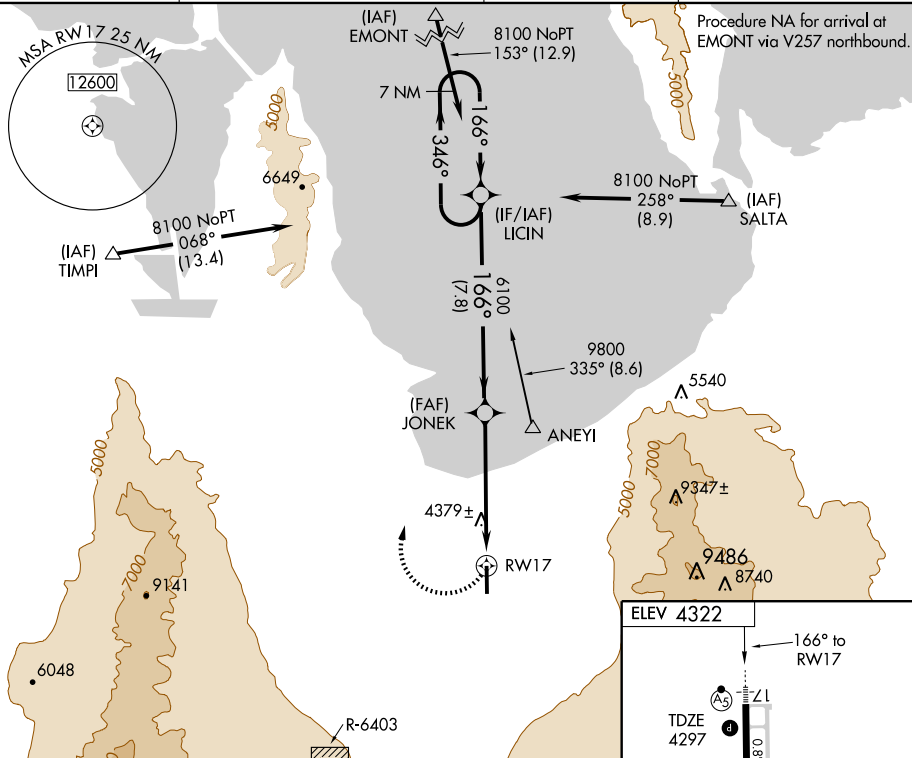 MSA RW17 25 NM
12600
(IAF)
EMONT
8100 NoPT
153° (12.9)
Procedure NA for arrival at
EMONT via V257 northbound.
5000
7 NM
166°
346°
5000
6649
(IF/IAF)
LICIN
8100 NoPT
258°
(8.9)
(IAF)
SALTA
8100 NoPT
068°
(13.4)
(IAF)
TIMPI
6100
166°
(7.8)
9800
335° (8.6)
(FAF)
JONEK
ANEYI
5540
5000
7000
9347±
5000
4379±
RW17
9486
8740
7000
9141
6048
R-6403
ELEV 4322
166° to
RW17
17
A5
TDZE
4297
P